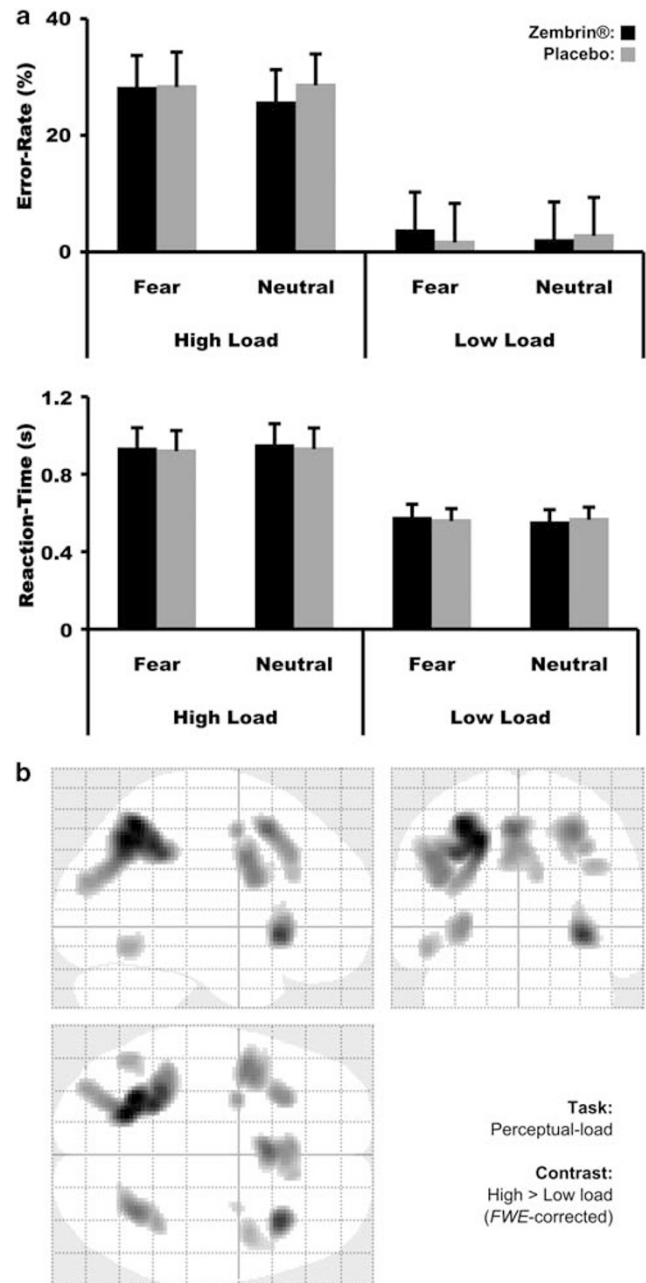 a
Zembrin®:
Placebo:
Error-Rate (%)
40
20
0
Fear Neutral Fear Neutral
High Load Low Load
Reaction-Time (s)
1.2
0.8
0.4
0
Fear Neutral Fear Neutral
High Load Low Load
b
Task:
Perceptual-load
Contrast:
High > Low load
(FWE-corrected)